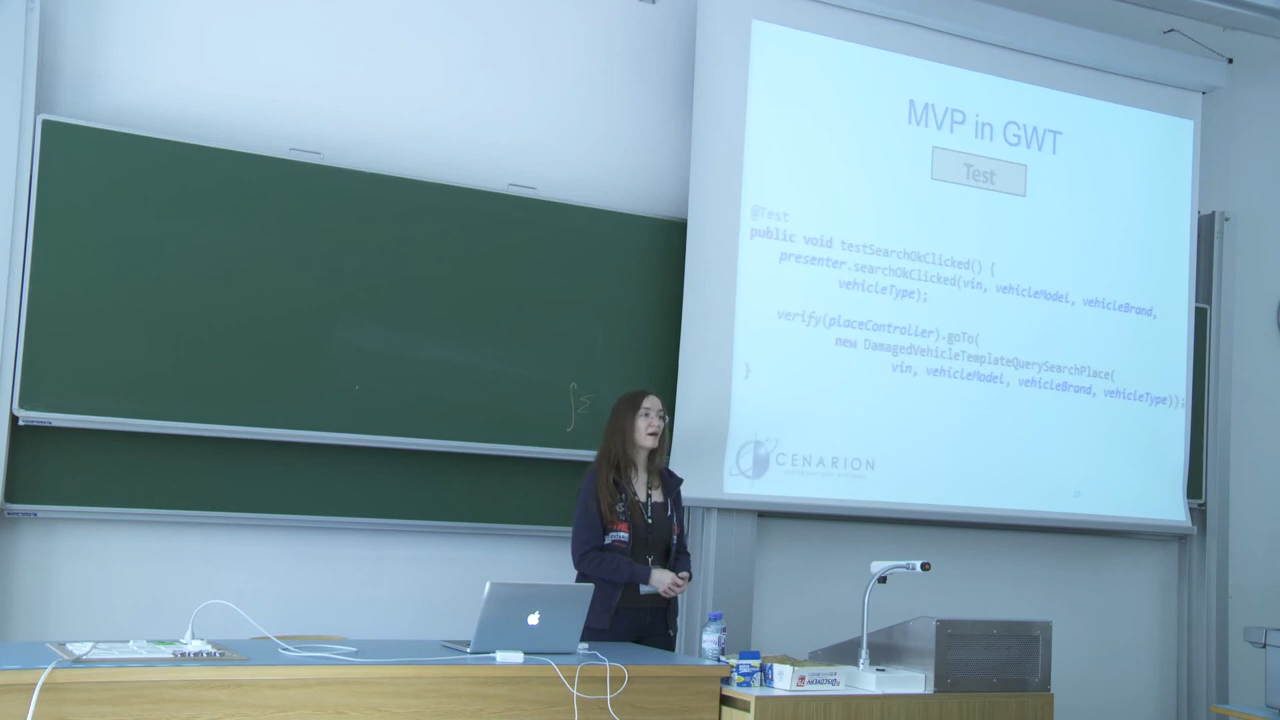 MVP in GWT
Test
@Test
public void testSearchOkClicked() {
presenter.searchOkClicked(vin, vehicleModel, vehicleBrand,
vehicleType);
verify(placeController).goTo(
new DamagedVehicleTemplateQuerySearchPlace(
vin, vehicleModel, vehicleBrand, vehicleType));
}
CENARION
∫Σ
DISCOVERY